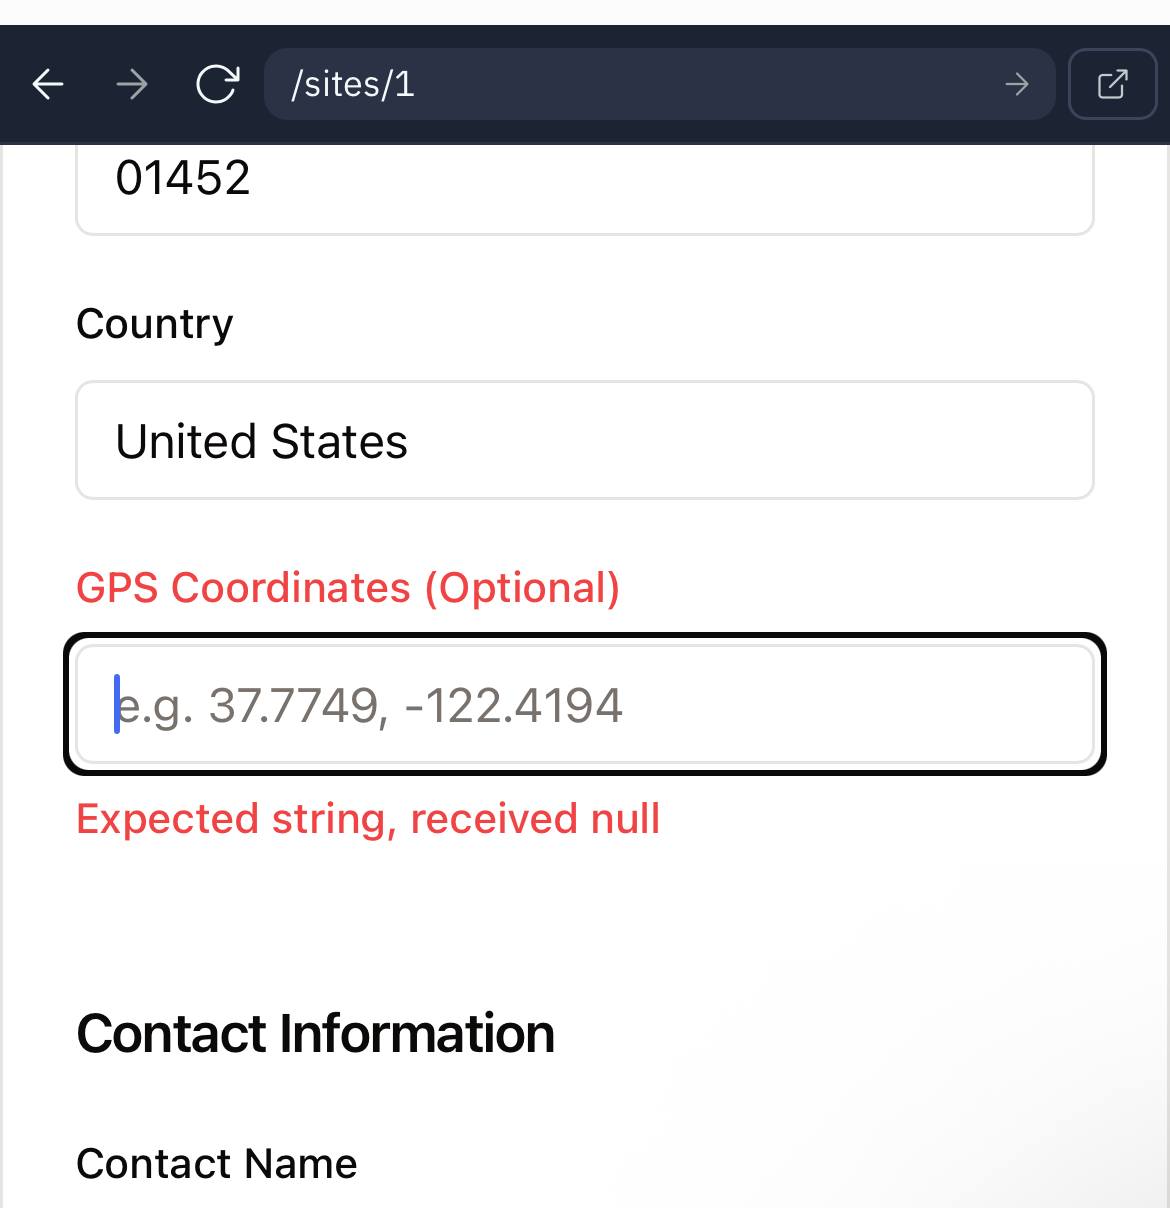 /sites/1
01452
Country
United States
GPS Coordinates (Optional)
e.g. 37.7749, -122.4194
Expected string, received null
Contact Information
Contact Name